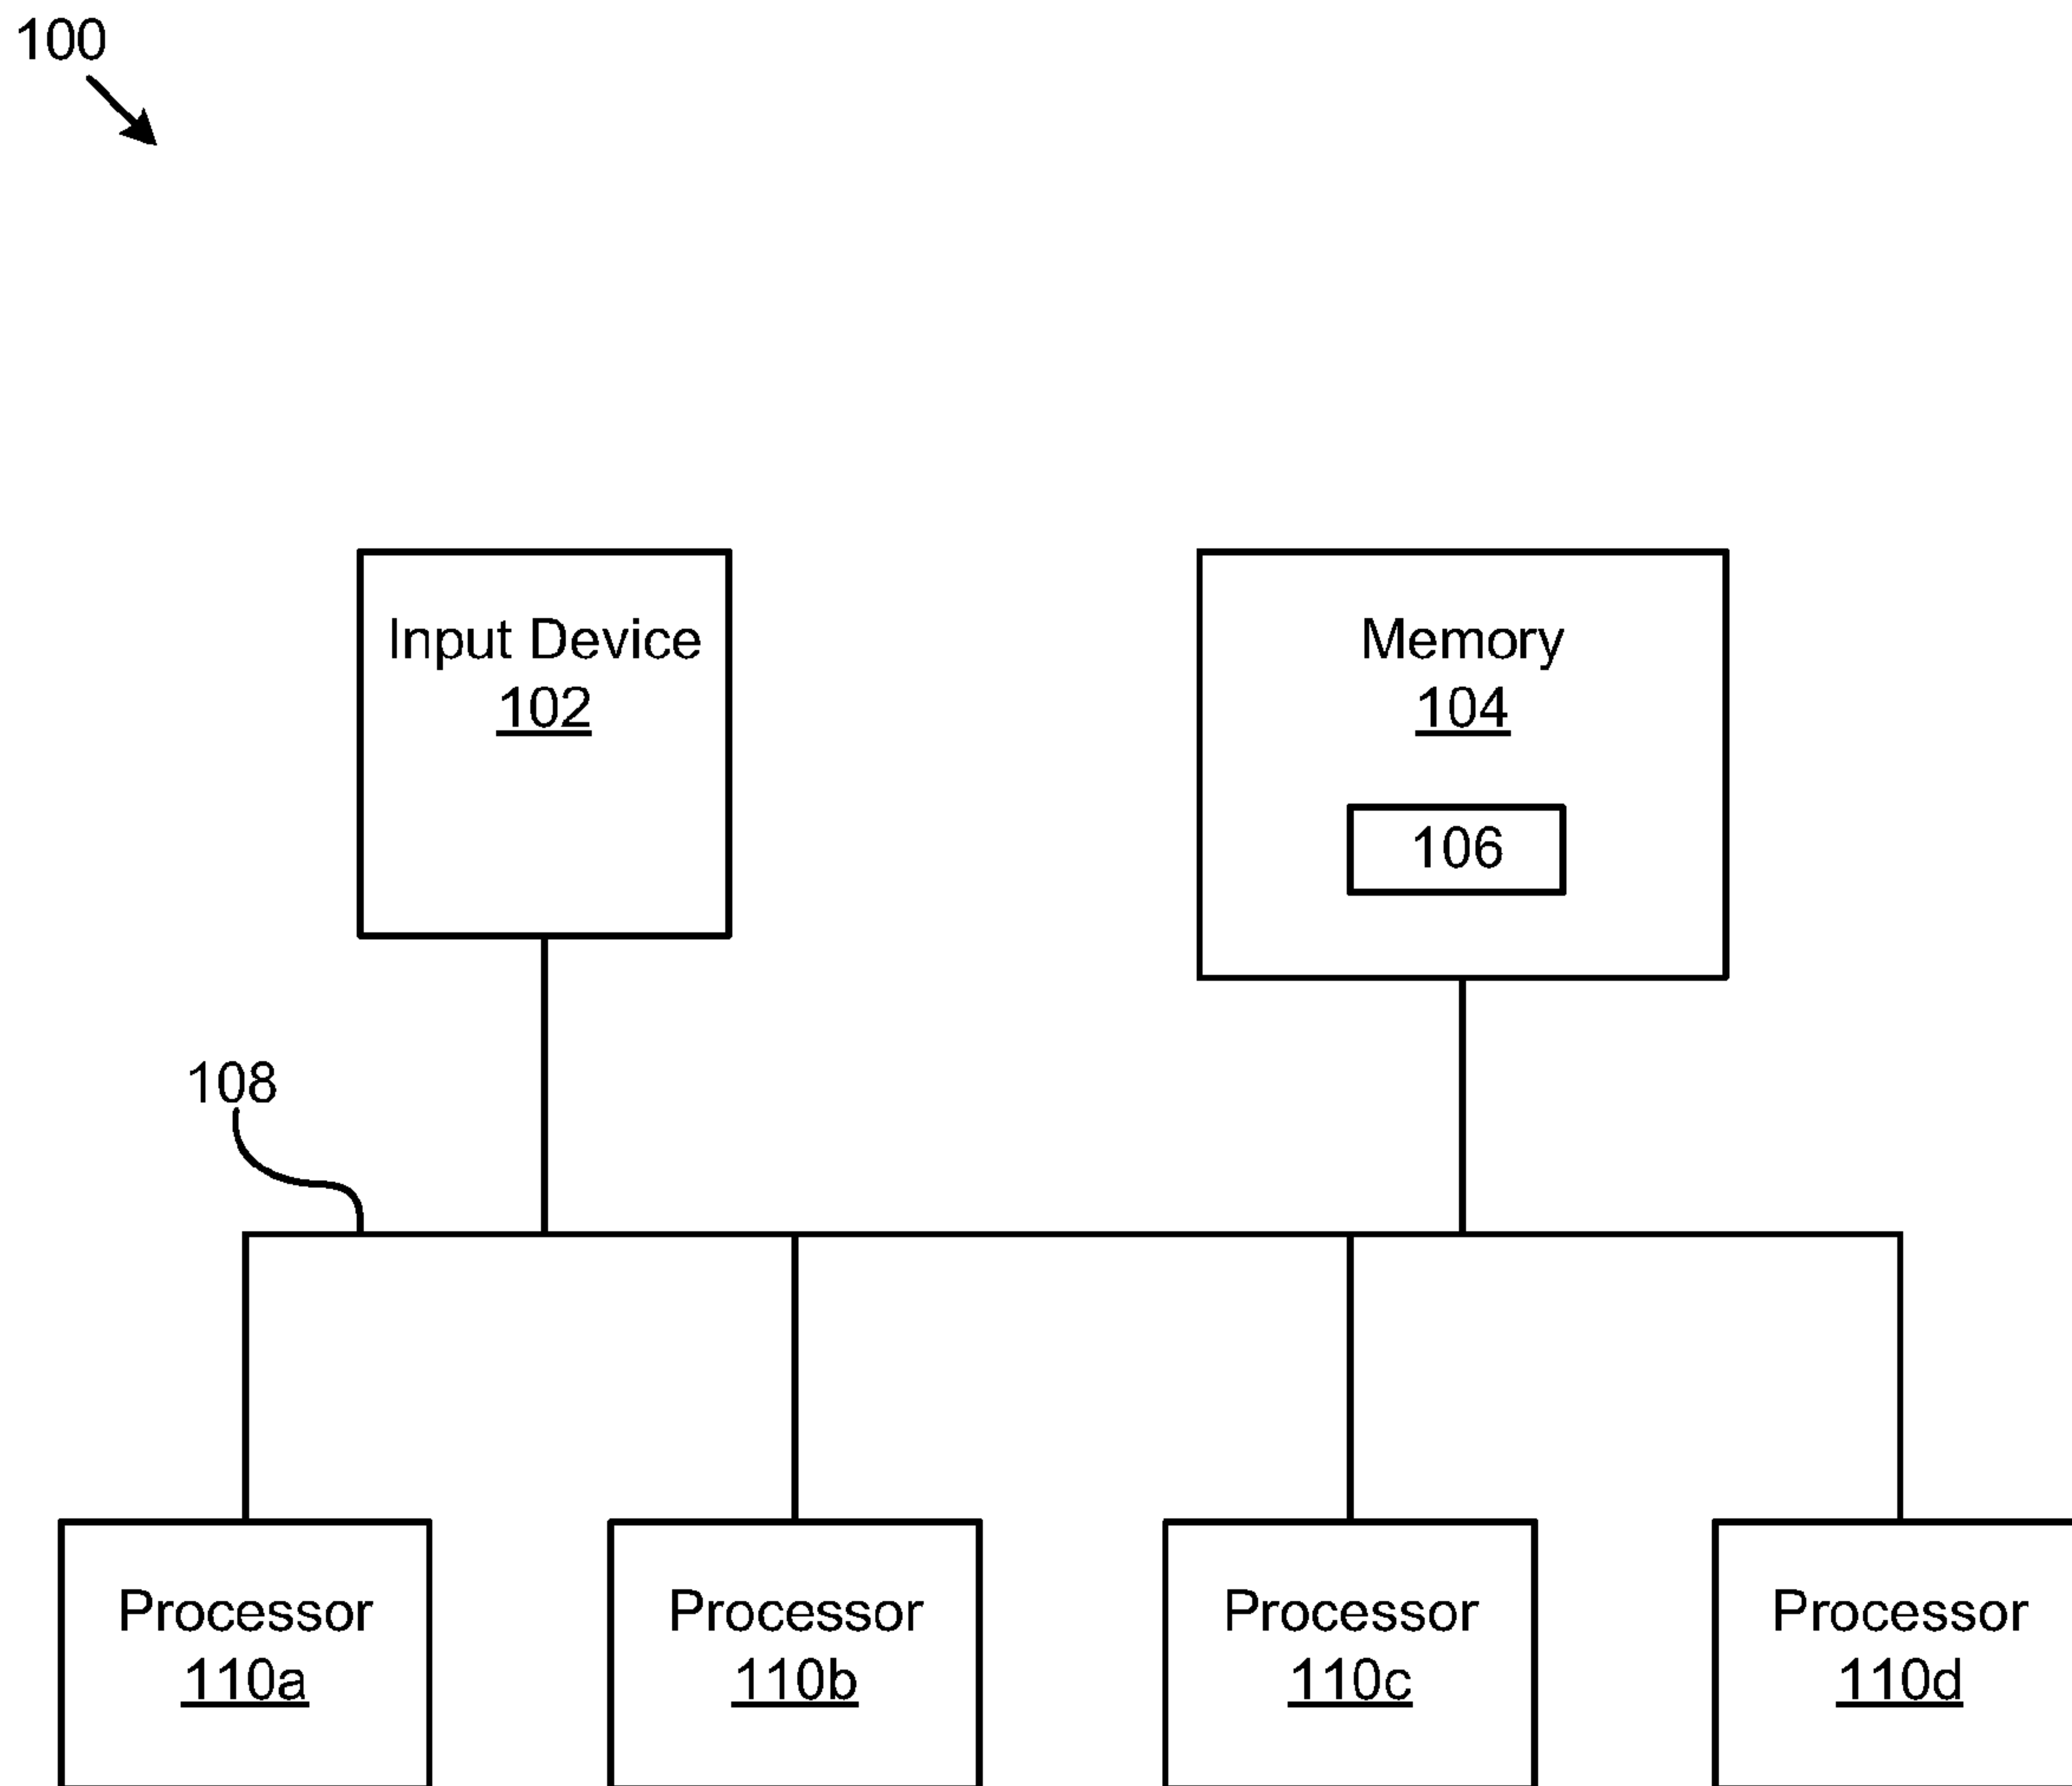 100
Input Device
102
Memory
104
106
108
Processor
110a
Processor
110b
Processor
110c
Processor
110d